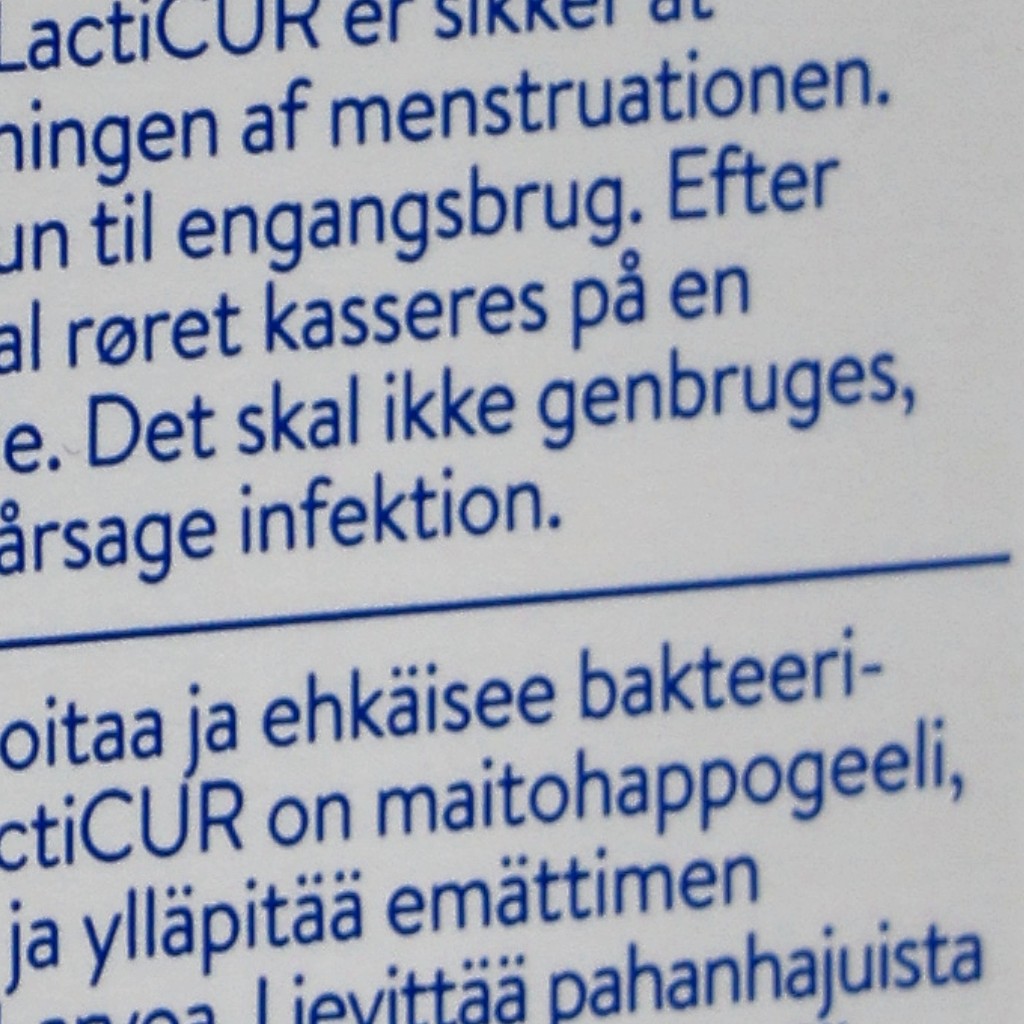 LactiCUR er sikker at
ningen af menstruationen.
un til engangsbrug. Efter
al røret kasseres på en
e. Det skal ikke genbruges,
årsage infektion.
oitaa ja ehkäisee bakteeri-
ctiCUR on maitohappogeeli,
ja ylläpitää emättimen
arvoa. Lievittää pahanhajuista